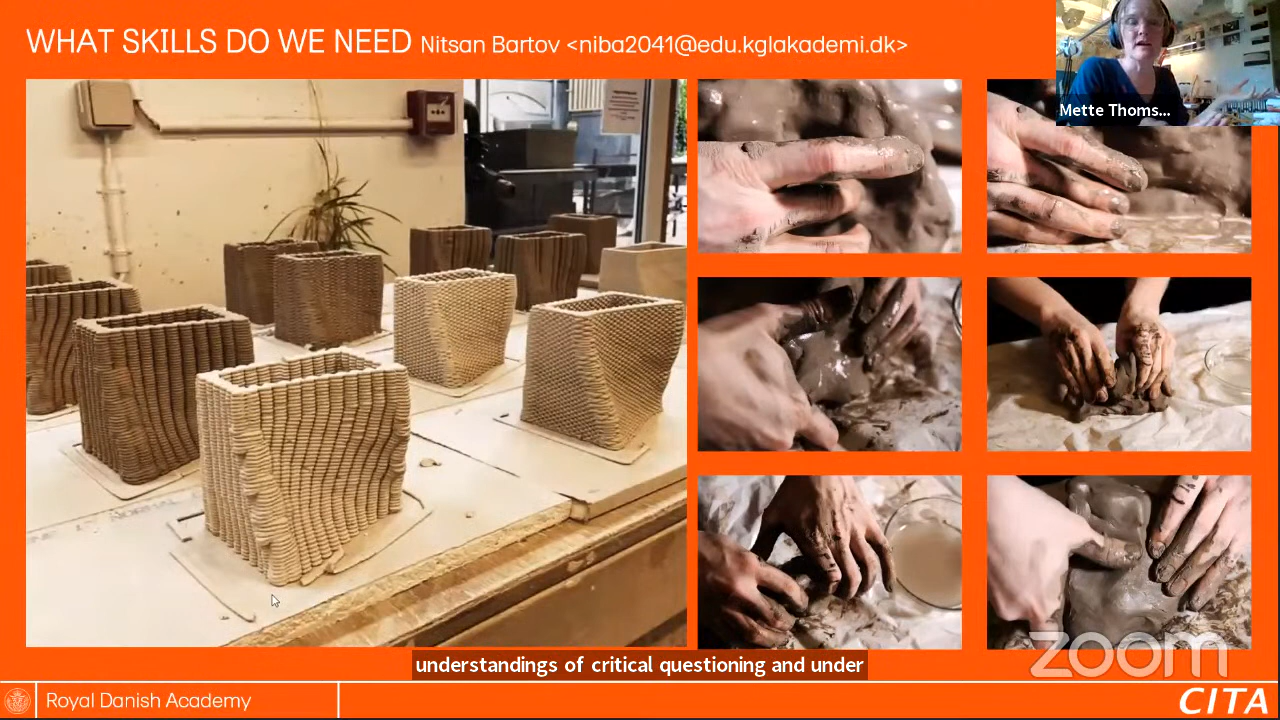 WHAT SKILLS DO WE NEED Nitsan Bartov <niba2041@edu.kglakademi.dk>
Mette Thoms...
understandings of critical questioning and under
zoom
Royal Danish Academy
CITA